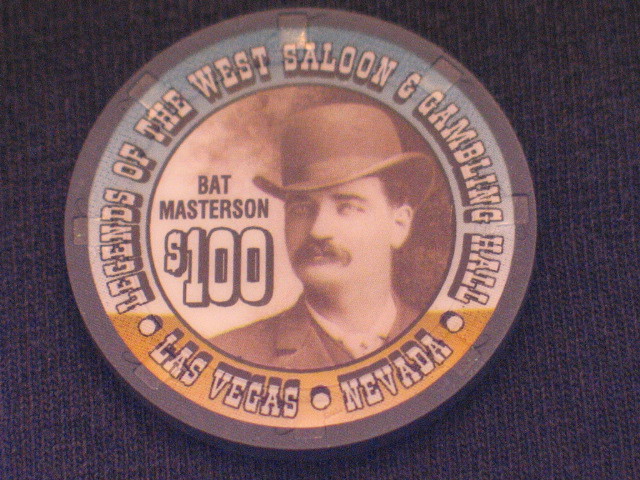 LEGENDS OF THE WEST SALOON & GAMBLING HALL
BAT
MASTERSON
$100
LAS VEGAS • NEVADA